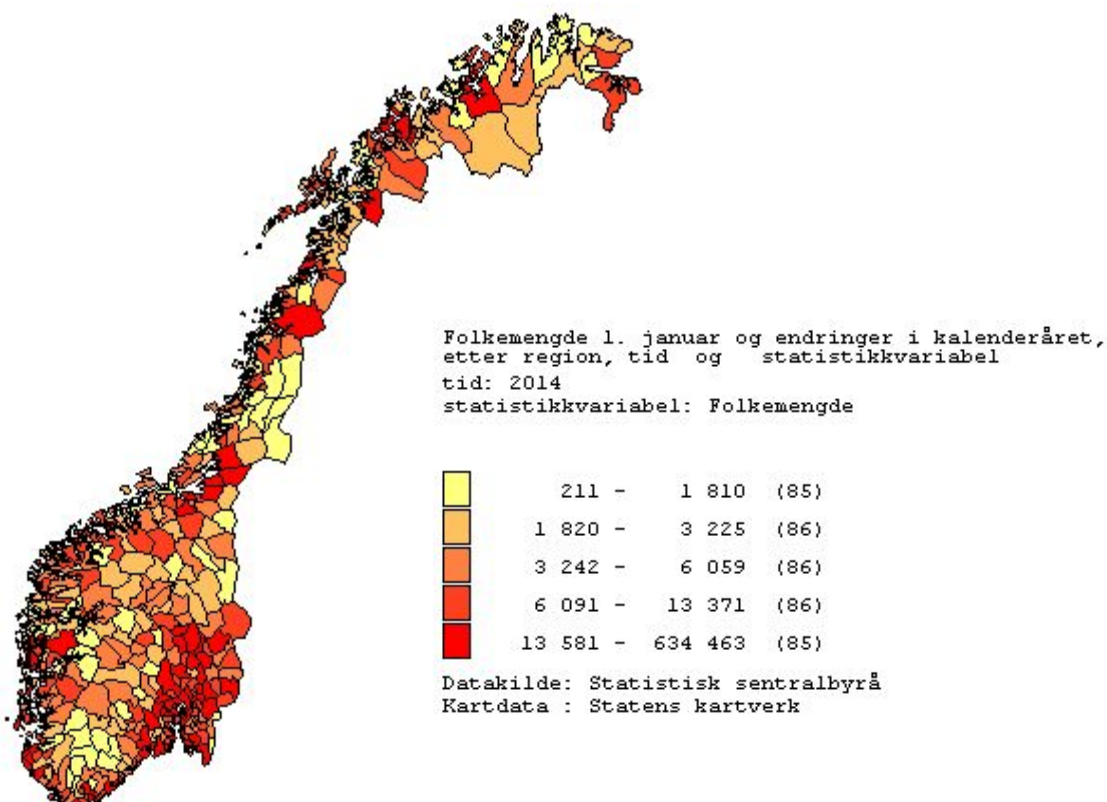 Folkemengde 1. januar og endringer i kalenderåret,
etter region, tid og statistikkvariabel
tid: 2014
statistikkvariabel: Folkemengde
211 - 1 810 (85)
1 820 - 3 225 (86)
3 242 - 6 059 (86)
6 091 - 13 371 (86)
13 581 - 634 463 (85)
Datakilde: Statistisk sentralbyrå
Kartdata : Statens kartverk